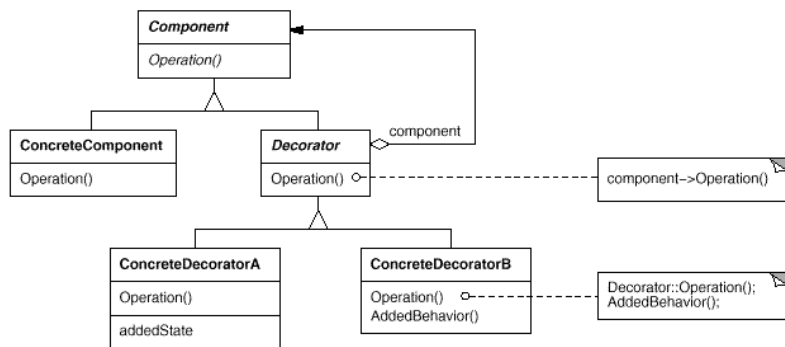 Component
Operation()
component
ConcreteComponent
Operation()
Decorator
Operation()
component->Operation()
ConcreteDecoratorA
Operation()
addedState
ConcreteDecoratorB
Operation()
AddedBehavior()
Decorator::Operation();
AddedBehavior();